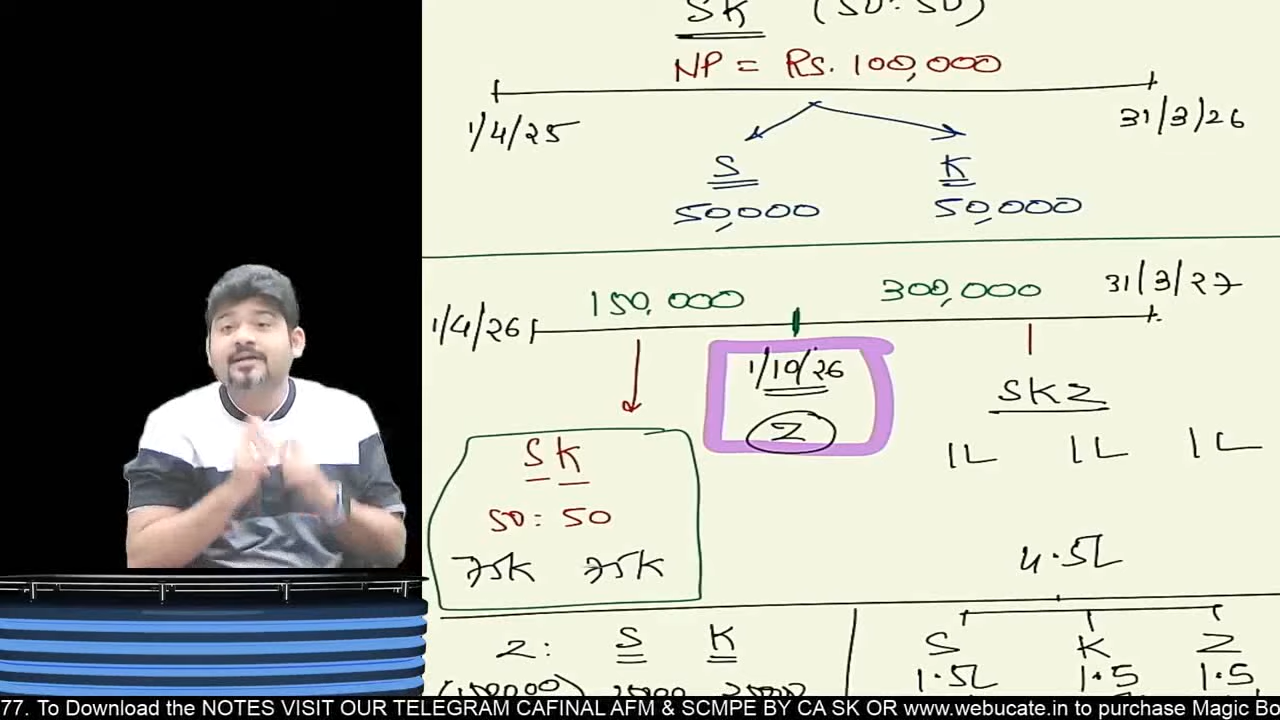 SK (50:50)
NP = Rs. 100,000
1/4/25
31/3/26
S
K
50,000
50,000
150,000
300,000
31/3/27
1/4/26
1/10/26
Z
SKZ
1L 1L 1L
SK
50:50
75K 75K
4.5L
Z: S K
S K Z
1.5L 1.5 1.5
77. To Download the NOTES VISIT OUR TELEGRAM CAFINAL AFM & SCMPE BY CA SK OR www.webucate.in to purchase Magic Bo